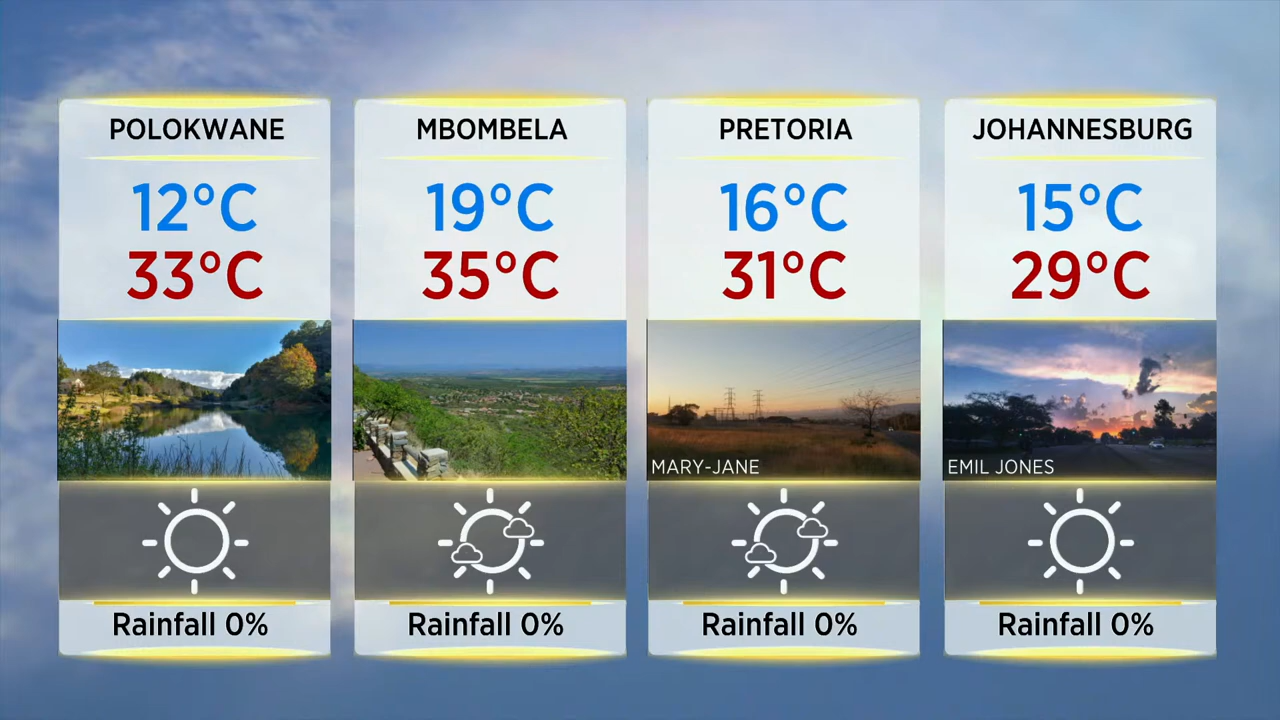 POLOKWANE
12°C
33°C
Rainfall 0%
MBOMBELA
19°C
35°C
Rainfall 0%
PRETORIA
16°C
31°C
MARY-JANE
Rainfall 0%
JOHANNESBURG
15°C
29°C
EMIL JONES
Rainfall 0%